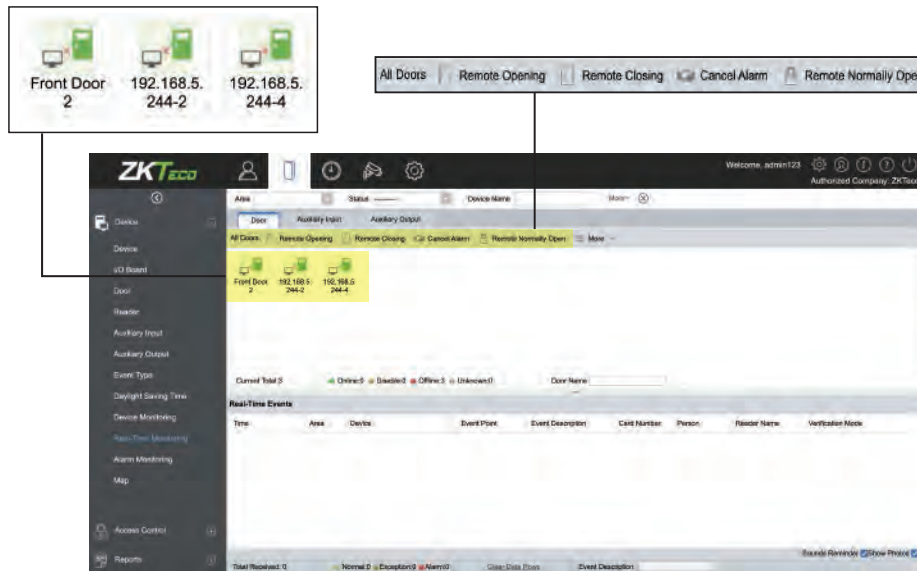 Front Door
2
192.168.5.
244-2
192.168.5.
244-4
All Doors Remote Opening Remote Closing Cancel Alarm Remote Normally Ope
ZKTeco
Welcome, admin123
Authorized Company: ZKTeco
Area Status Device Name More
Device
Door Auxiliary Input Auxiliary Output
All Doors Remote Opening Remote Closing Cancel Alarm Remote Normally Open More
Device
I/O Board
Door
Reader
Auxiliary Input
Auxiliary Output
Event Type
Daylight Saving Time
Device Monitoring
Real-Time Monitoring
Alarm Monitoring
Map
Access Control
Reports
Front Door
2
192.168.5.
244-2
192.168.5.
244-4
Current Total:3 Online:0 Disable:0 Offline:3 Unknown:0 Door Name
Real-Time Events
Time Area Device Event Point Event Description Card Number Person Reader Name Verification Mode
Sounds Reminder Show Photos
Total Received: 0 Normal:0 Exception:0 Alarm:0 Clear Data Rows Event Description